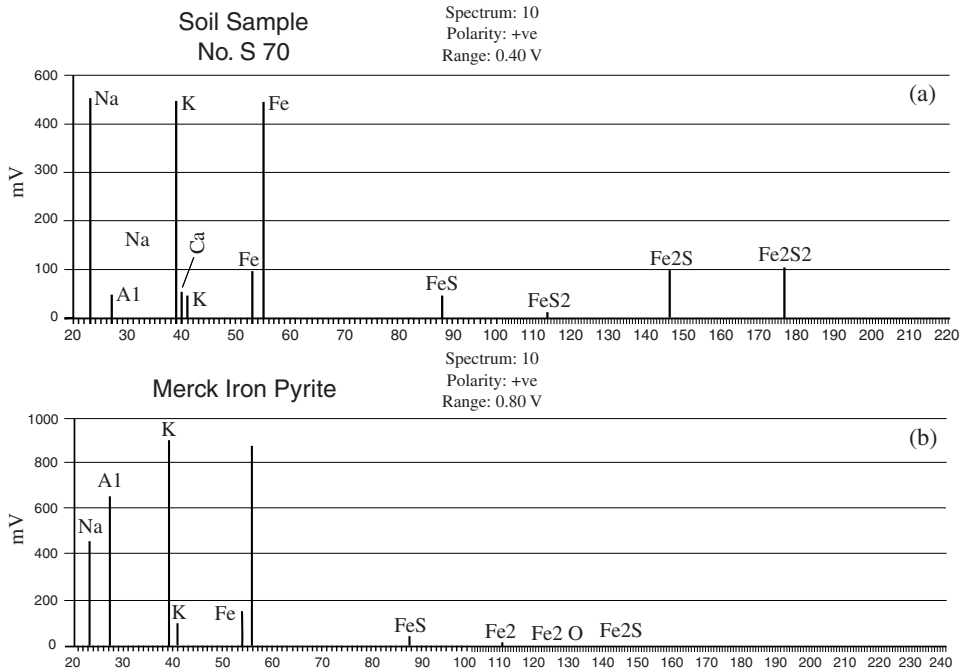 Soil Sample
No. S 70
Spectrum: 10
Polarity: +ve
Range: 0.40 V
(a)
mV
600
500
400
300
200
100
0
Na
K
Fe
Na
Ca
A1
K
Fe
FeS
FeS2
Fe2S
Fe2S2
20 30 40 50 60 70 80 90 100 110 120 130 140 150 160 170 180 190 200 210 220
Merck Iron Pyrite
Spectrum: 10
Polarity: +ve
Range: 0.80 V
(b)
mV
1000
800
600
400
200
0
K
A1
Na
K
Fe
FeS
Fe2
Fe2 O
Fe2S
20 30 40 50 60 70 80 90 100 110 120 130 140 150 160 170 180 190 200 210 220 230 240